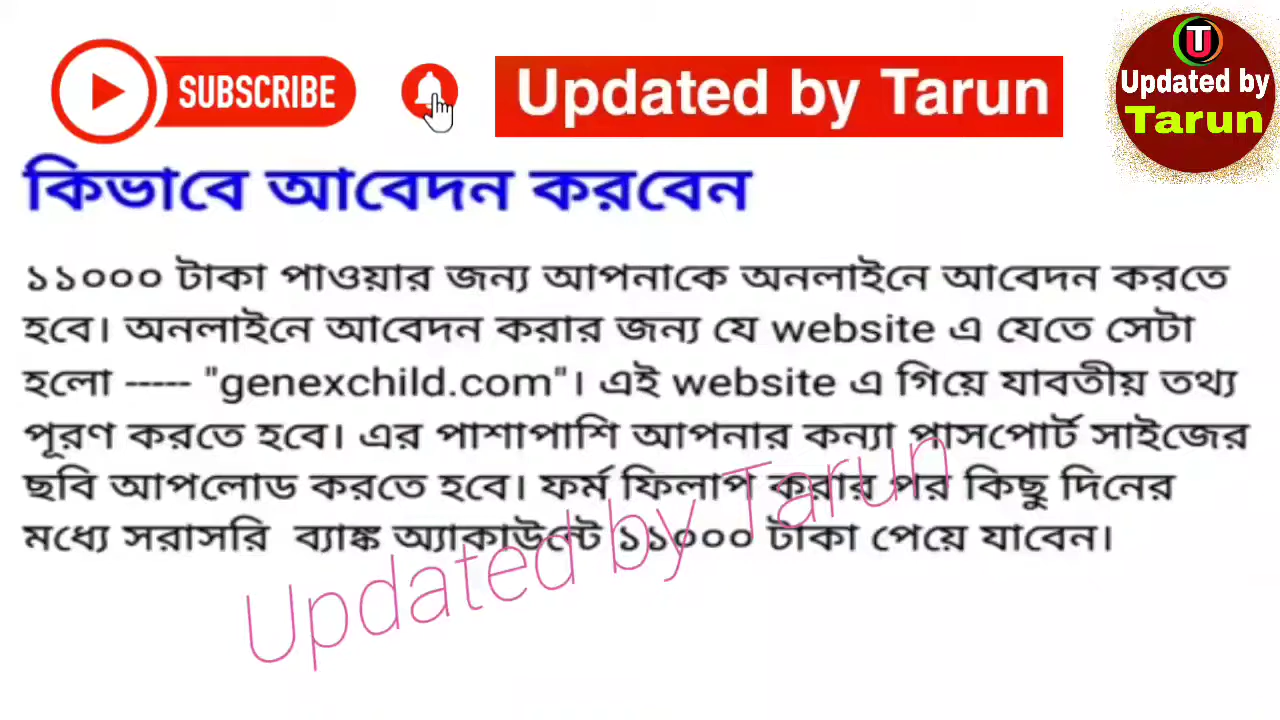 SUBSCRIBE
Updated by Tarun
TU
Updated by
Tarun
কিভাবে আবেদন করবেন
১১০০০ টাকা পাওয়ার জন্য আপনাকে অনলাইনে আবেদন করতে
হবে। অনলাইনে আবেদন করার জন্য যে website এ যেতে সেটা
হলো ----- "genexchild.com"। এই website এ গিয়ে যাবতীয় তথ্য
পূরণ করতে হবে। এর পাশাপাশি আপনার কন্যা পাসপোর্ট সাইজের
ছবি আপলোড করতে হবে। ফর্ম ফিলাপ করার পর কিছু দিনের
মধ্যে সরাসরি ব্যাঙ্ক অ্যাকাউন্টে ১১০০০ টাকা পেয়ে যাবেন।
Updated by Tarun